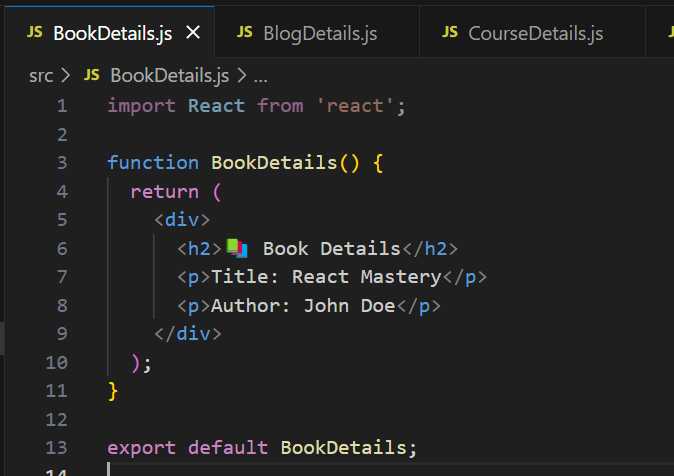 JS BookDetails.js × JS BlogDetails.js JS CourseDetails.js
src > JS BookDetails.js > ...
1 import React from 'react';
2
3 function BookDetails() {
4   return (
5     <div>
6       <h2>📚 Book Details</h2>
7       <p>Title: React Mastery</p>
8       <p>Author: John Doe</p>
9     </div>
10   );
11 }
12
13 export default BookDetails;
14